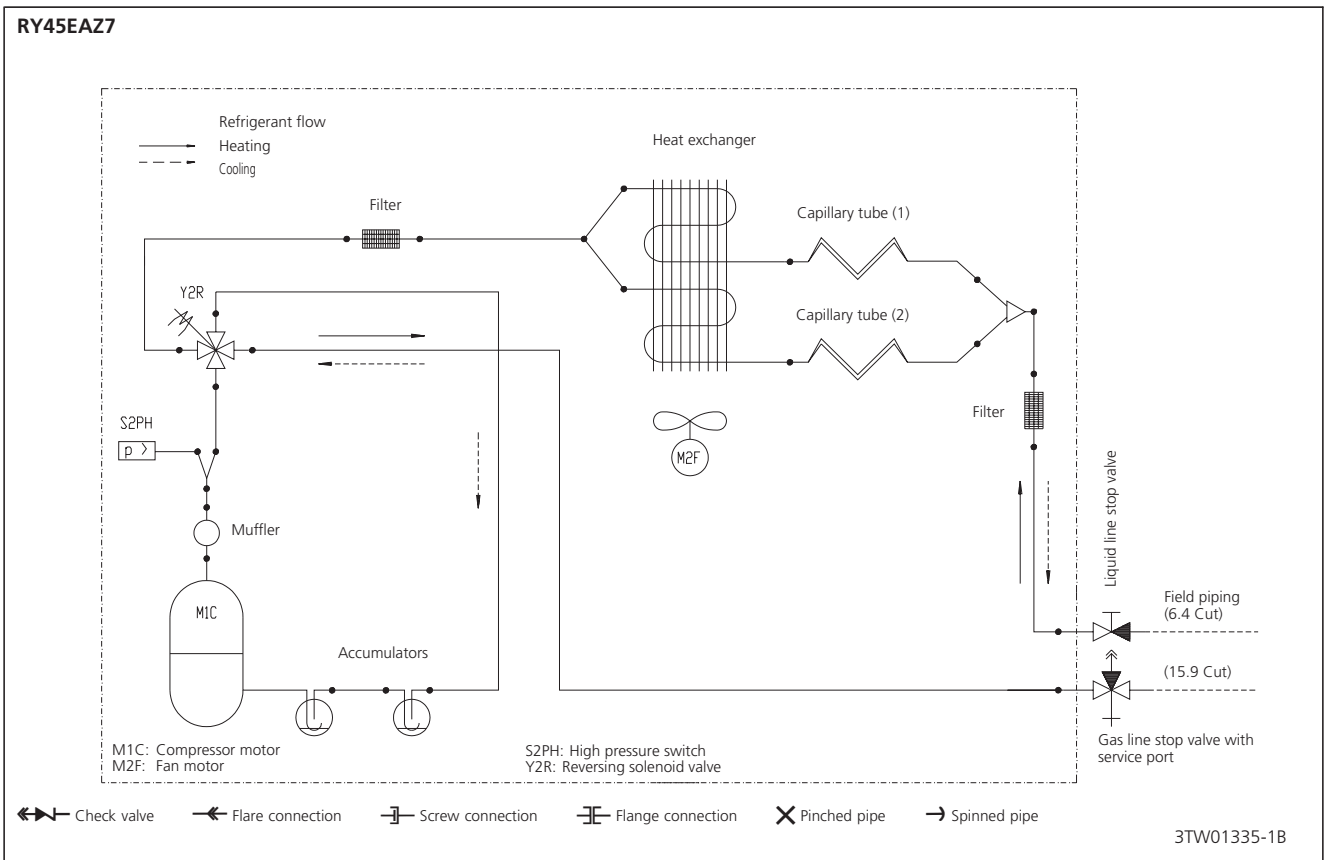 RY45EAZ7
Refrigerant flow
Heating
Cooling
Heat exchanger
Filter
Capillary tube (1)
Y2R
Capillary tube (2)
S2PH
p >
Filter
M2F
Muffler
Liquid line stop valve
M1C
Field piping
(6.4 Cut)
Accumulators
(15.9 Cut)
M1C: Compressor motor
M2F: Fan motor
S2PH: High pressure switch
Y2R: Reversing solenoid valve
Gas line stop valve with
service port
Check valve
Flare connection
Screw connection
Flange connection
Pinched pipe
Spinned pipe
3TW01335-1B